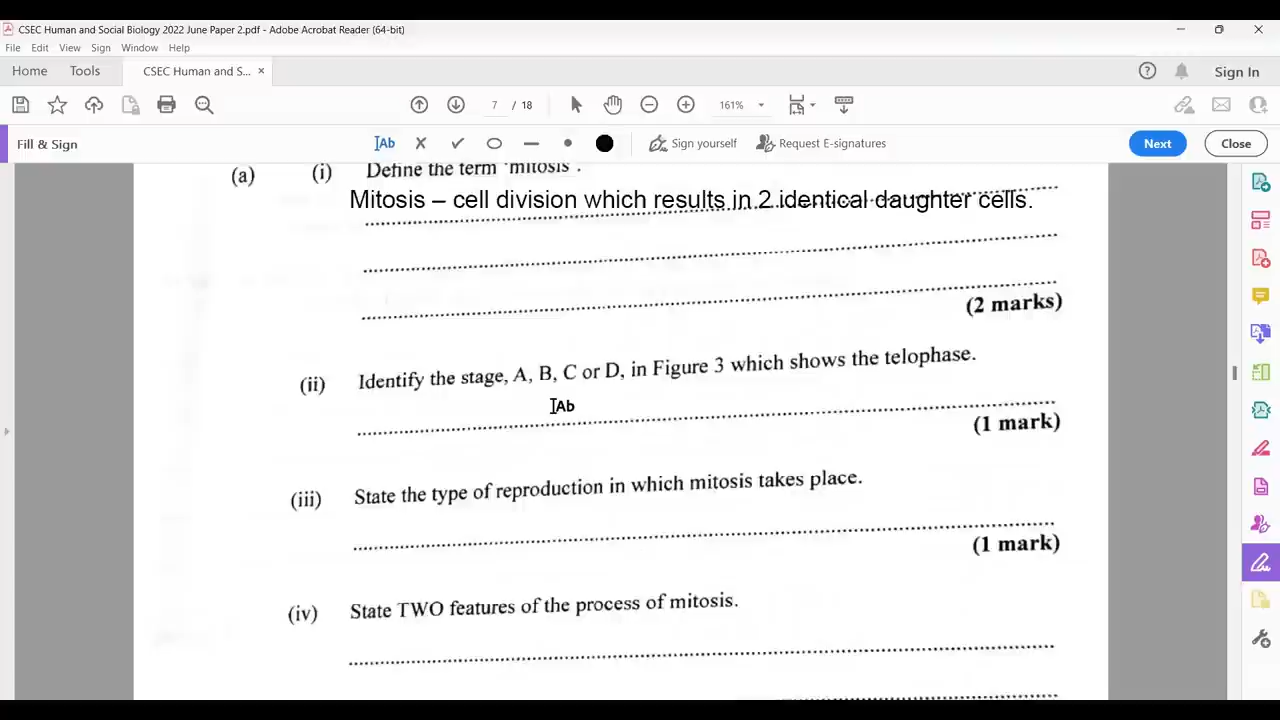 CSEC Human and Social Biology 2022 June Paper 2.pdf - Adobe Acrobat Reader (64-bit)
File Edit View Sign Window Help
Home Tools CSEC Human and S... × Sign In
7 / 18 161%
Fill & Sign Ab Sign yourself Request E-signatures Next Close
(a) (i) Define the term 'mitosis'.
Mitosis – cell division which results in 2 identical daughter cells.
(2 marks)
(ii) Identify the stage, A, B, C or D, in Figure 3 which shows the telophase.
Ab
(1 mark)
(iii) State the type of reproduction in which mitosis takes place.
(1 mark)
(iv) State TWO features of the process of mitosis.